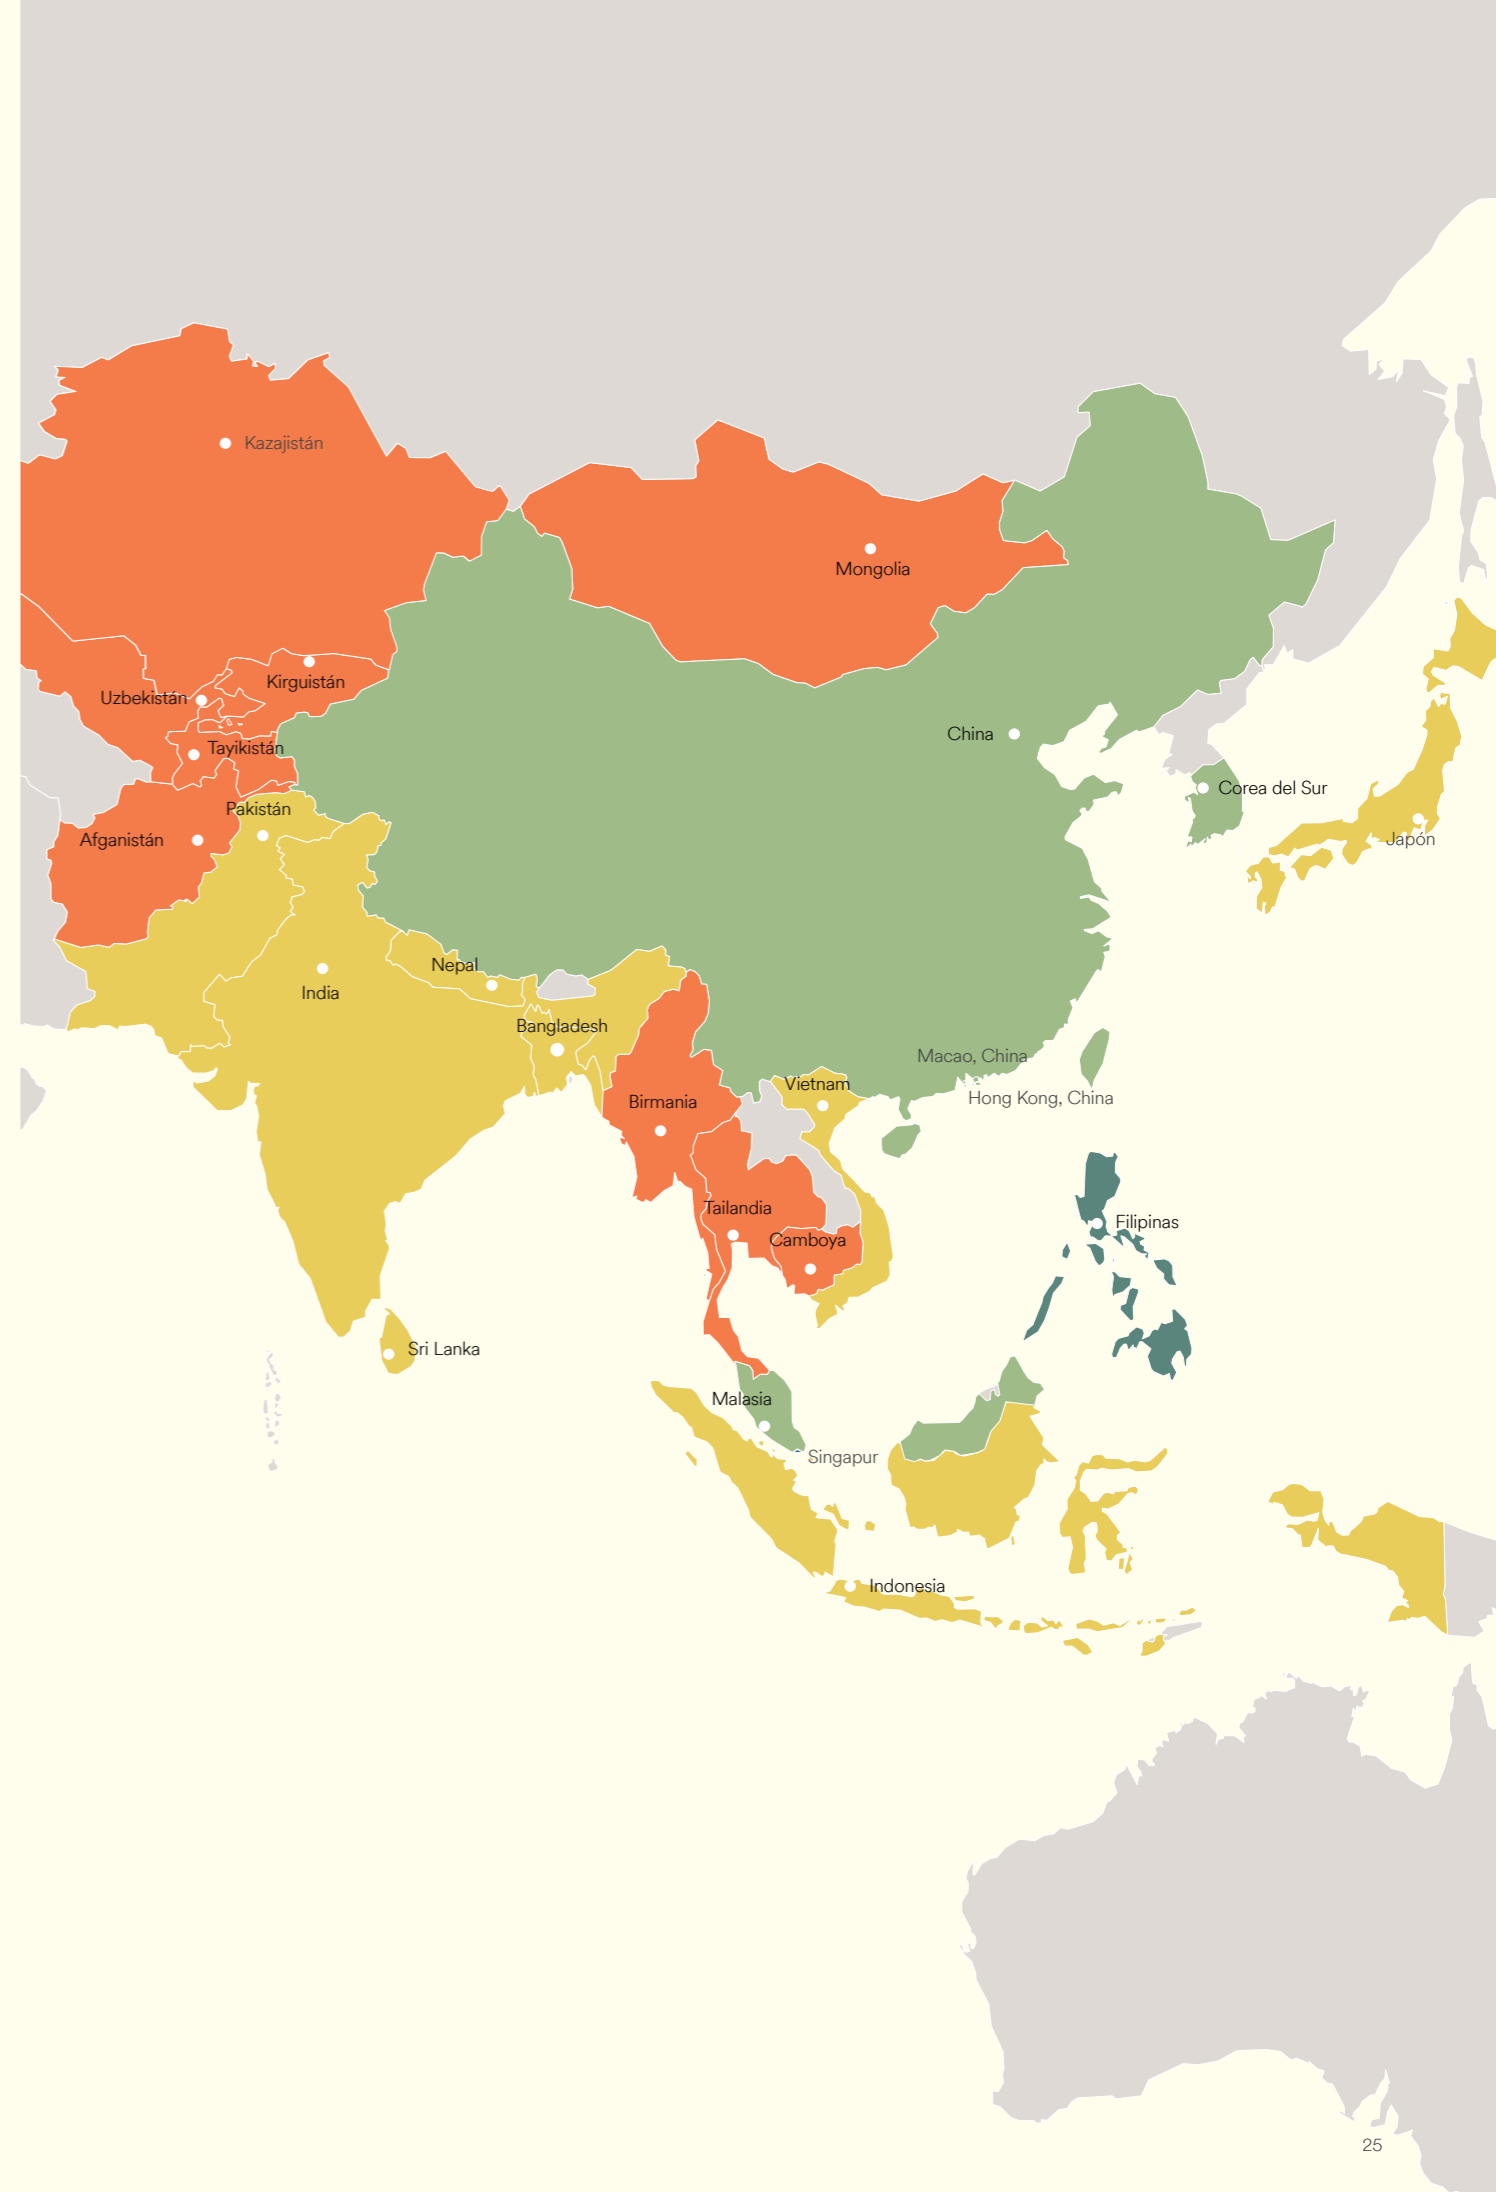 Kazajistán
Mongolia
Kirguistán
Uzbekistán
China
Tayikistán
Corea del Sur
Pakistán
Afganistán
Japón
Nepal
India
Bangladesh
Macao, China
Vietnam
Hong Kong, China
Birmania
Tailandia
Filipinas
Camboya
Sri Lanka
Malasia
Singapur
Indonesia
25